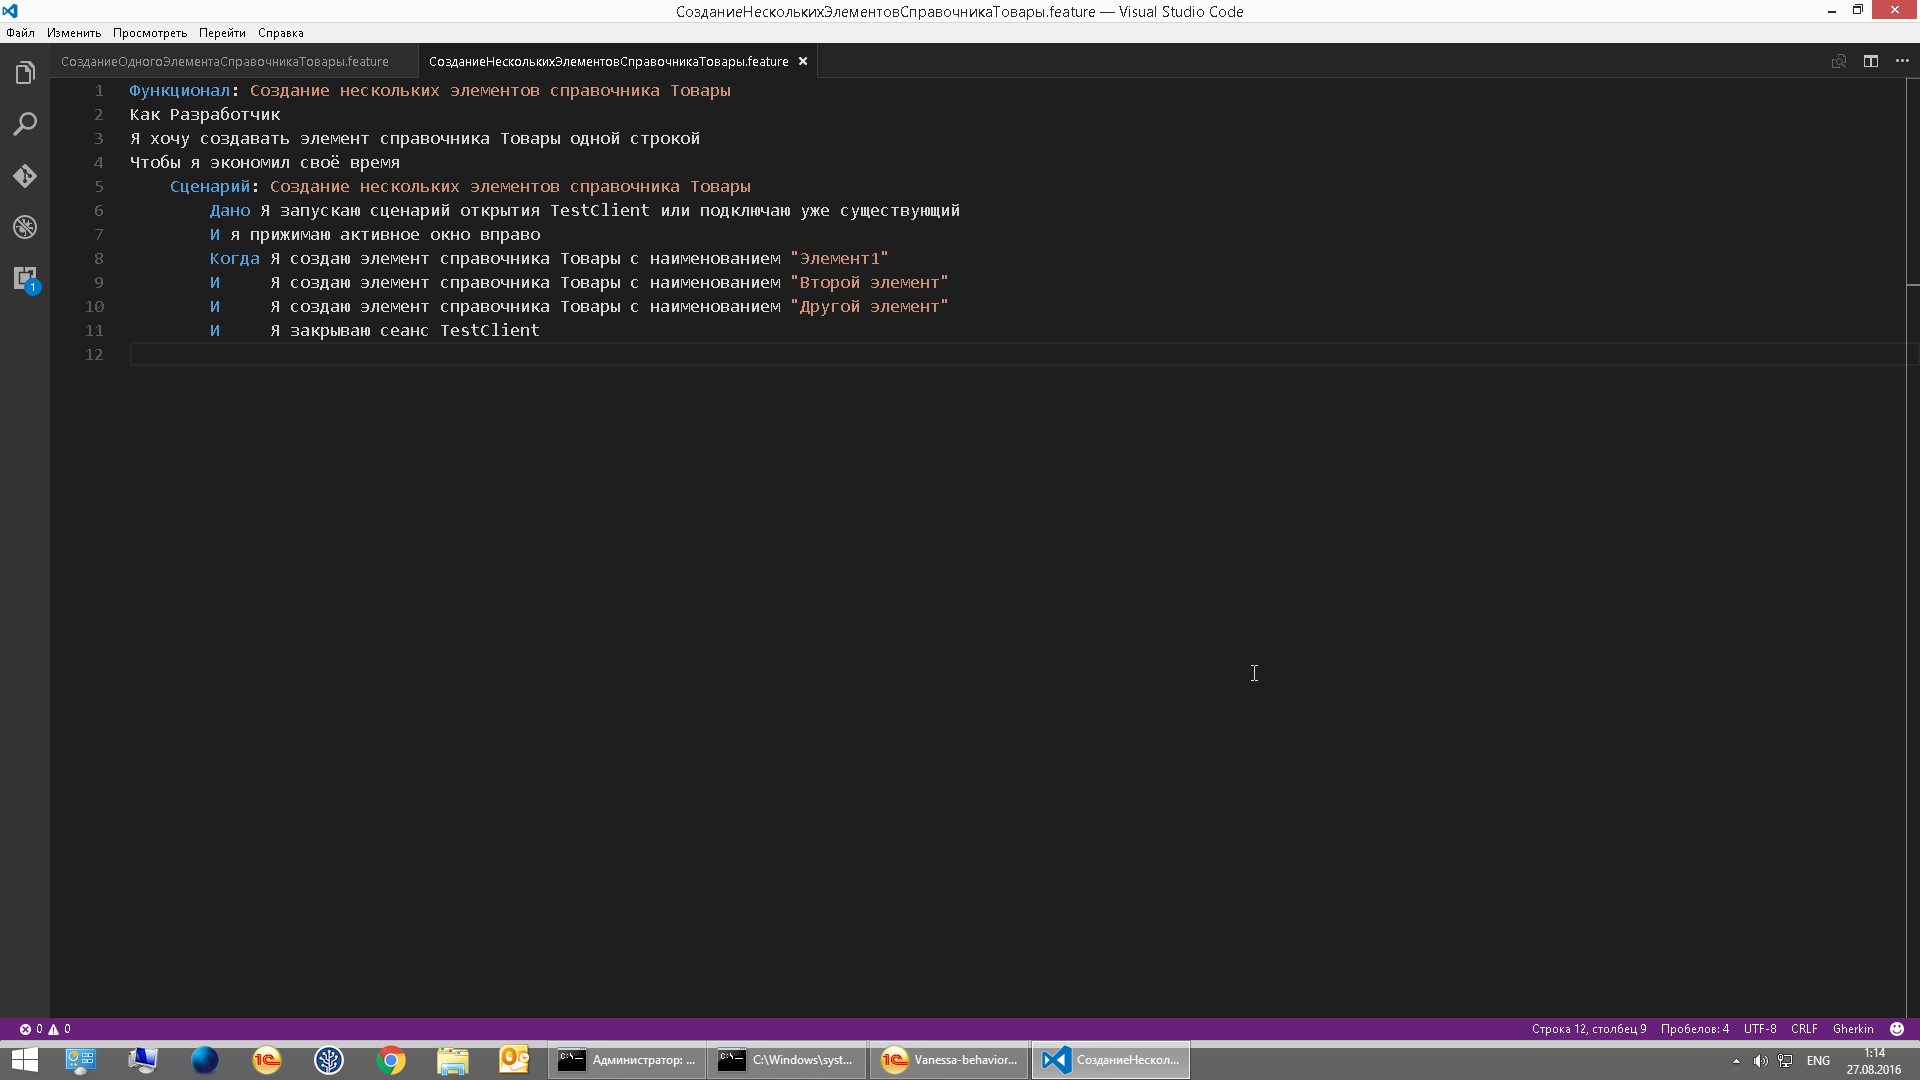 СозданиеНесколькихЭлементовСправочникаТовары.feature — Visual Studio Code
Файл Изменить Просмотреть Перейти Справка
СозданиеОдногоЭлементаСправочникаТовары.feature СозданиеНесколькихЭлементовСправочникаТовары.feature
1 Функционал: Создание нескольких элементов справочника Товары
2 Как Разработчик
3 Я хочу создавать элемент справочника Товары одной строкой
4 Чтобы я экономил своё время
5 Сценарий: Создание нескольких элементов справочника Товары
6 Дано Я запускаю сценарий открытия TestClient или подключаю уже существующий
7 И я прижимаю активное окно вправо
8 Когда Я создаю элемент справочника Товары с наименованием "Элемент1"
9 И Я создаю элемент справочника Товары с наименованием "Второй элемент"
10 И Я создаю элемент справочника Товары с наименованием "Другой элемент"
11 И Я закрываю сеанс TestClient
12
1
0 0 Строка 12, столбец 9 Пробелов: 4 UTF-8 CRLF Gherkin
Администратор: ... C:\Windows\syst... Vanessa-behavior... СозданиеНескол... ENG 1:14
27.08.2016